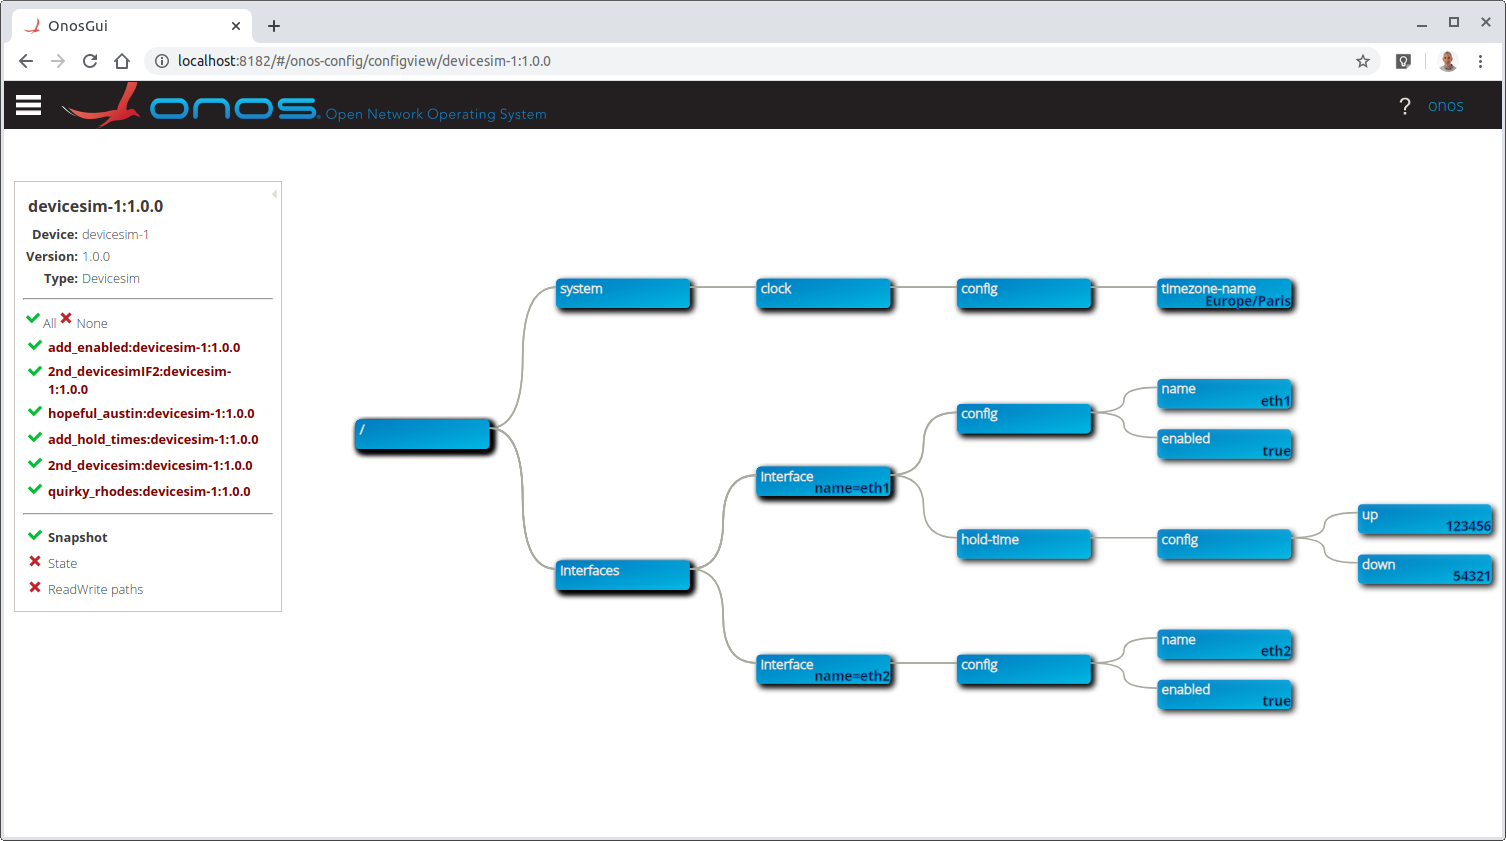 OnosGui
localhost:8182/#/onos-config/configview/devicesim-1:1.0.0
onos Open Network Operating System
? onos
devicesim-1:1.0.0
Device: devicesim-1
Version: 1.0.0
Type: Devicesim
All None
add_enabled:devicesim-1:1.0.0
2nd_devicesimIF2:devicesim-
1:1.0.0
hopeful_austin:devicesim-1:1.0.0
add_hold_times:devicesim-1:1.0.0
2nd_devicesim:devicesim-1:1.0.0
quirky_rhodes:devicesim-1:1.0.0
Snapshot
State
ReadWrite paths
/
system
clock
config
timezone-name
Europe/Paris
interfaces
interface
name=eth1
config
name
eth1
enabled
true
hold-time
config
up
123456
down
54321
interface
name=eth2
config
name
eth2
enabled
true